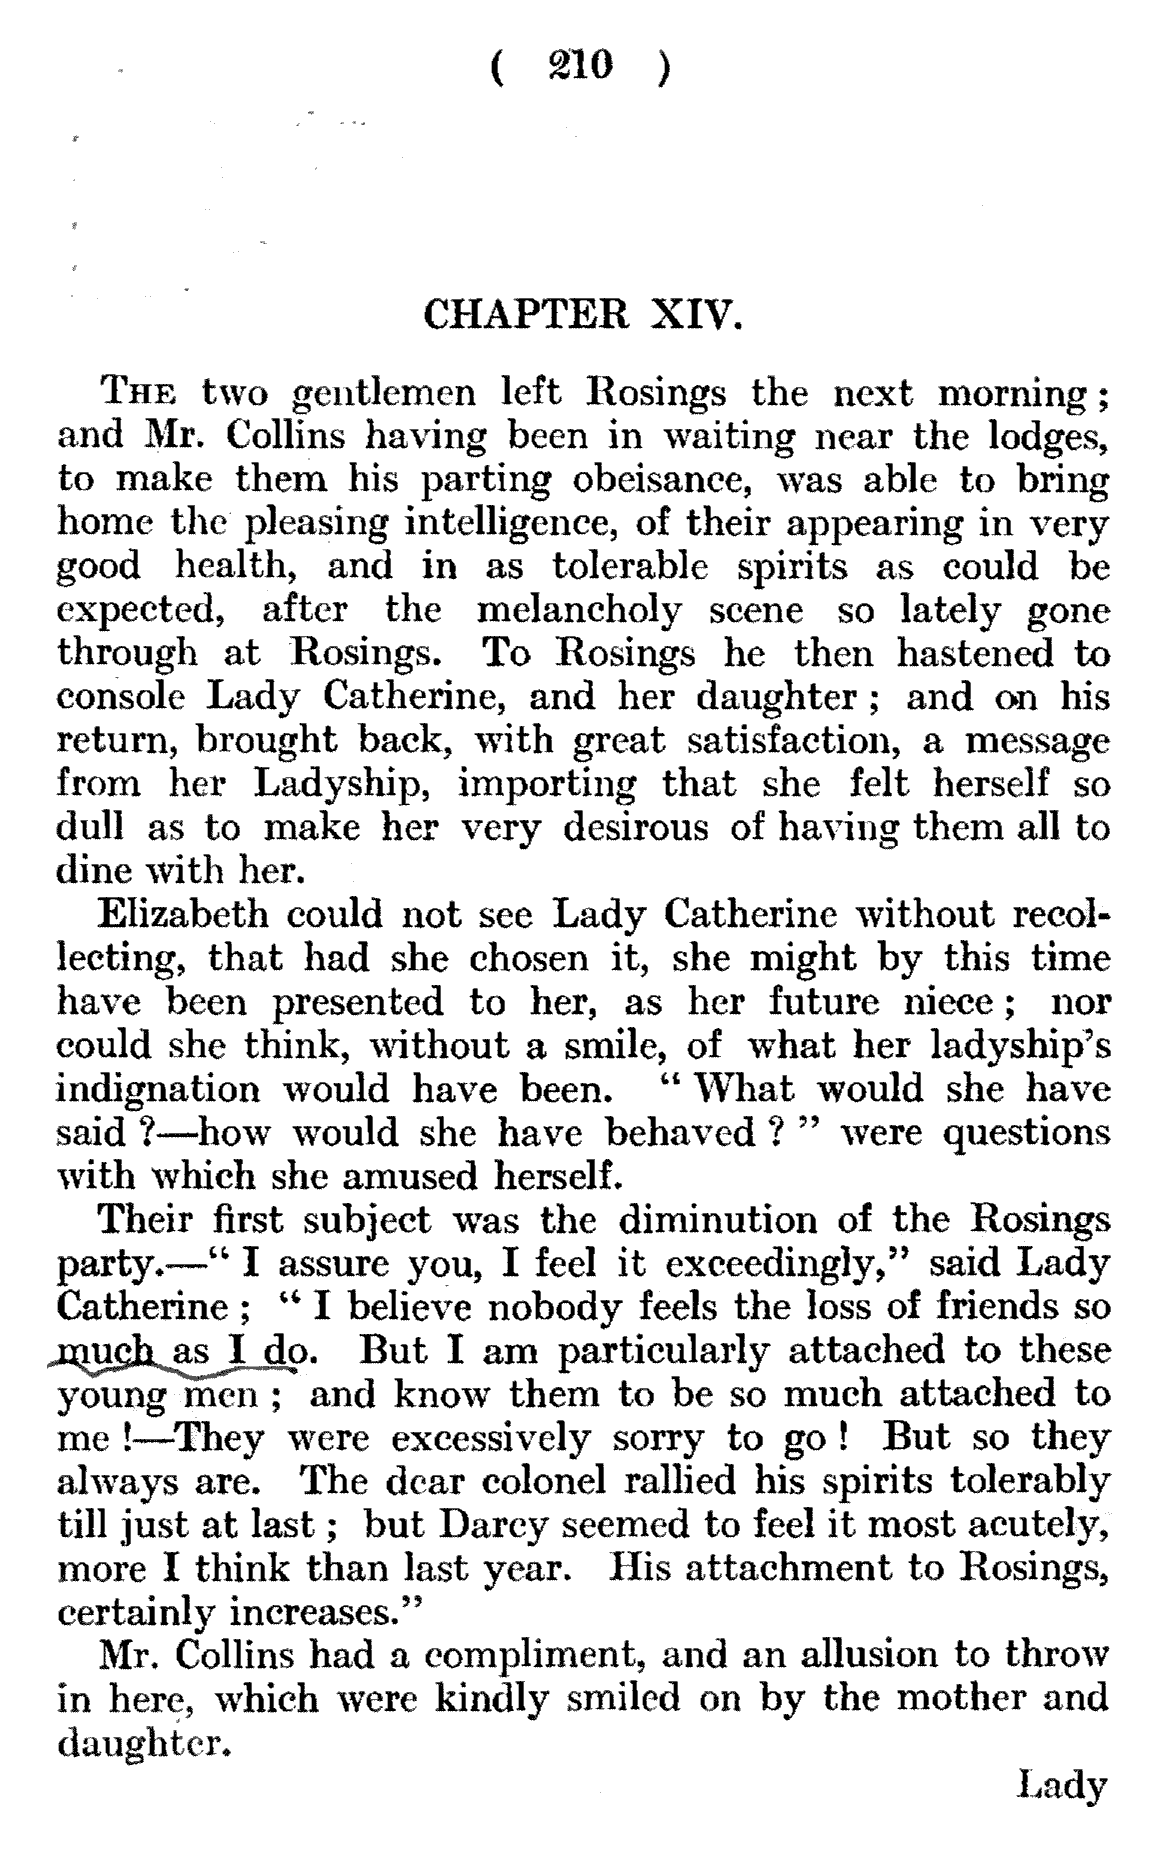 ( 210 )
CHAPTER XIV.
THE two gentlemen left Rosings the next morning ;
and Mr. Collins having been in waiting near the lodges,
to make them his parting obeisance, was able to bring
home the pleasing intelligence, of their appearing in very
good health, and in as tolerable spirits as could be
expected, after the melancholy scene so lately gone
through at Rosings. To Rosings he then hastened to
console Lady Catherine, and her daughter ; and on his
return, brought back, with great satisfaction, a message
from her Ladyship, importing that she felt herself so
dull as to make her very desirous of having them all to
dine with her.
Elizabeth could not see Lady Catherine without recol-
lecting, that had she chosen it, she might by this time
have been presented to her, as her future niece ; nor
could she think, without a smile, of what her ladyship's
indignation would have been. “ What would she have
said ?—how would she have behaved ? ” were questions
with which she amused herself.
Their first subject was the diminution of the Rosings
party.—“ I assure you, I feel it exceedingly,” said Lady
Catherine ; “ I believe nobody feels the loss of friends so
much as I do. But I am particularly attached to these
young men ; and know them to be so much attached to
me !—They were excessively sorry to go ! But so they
always are. The dear colonel rallied his spirits tolerably
till just at last ; but Darcy seemed to feel it most acutely,
more I think than last year. His attachment to Rosings,
certainly increases.”
Mr. Collins had a compliment, and an allusion to throw
in here, which were kindly smiled on by the mother and
daughter.
Lady